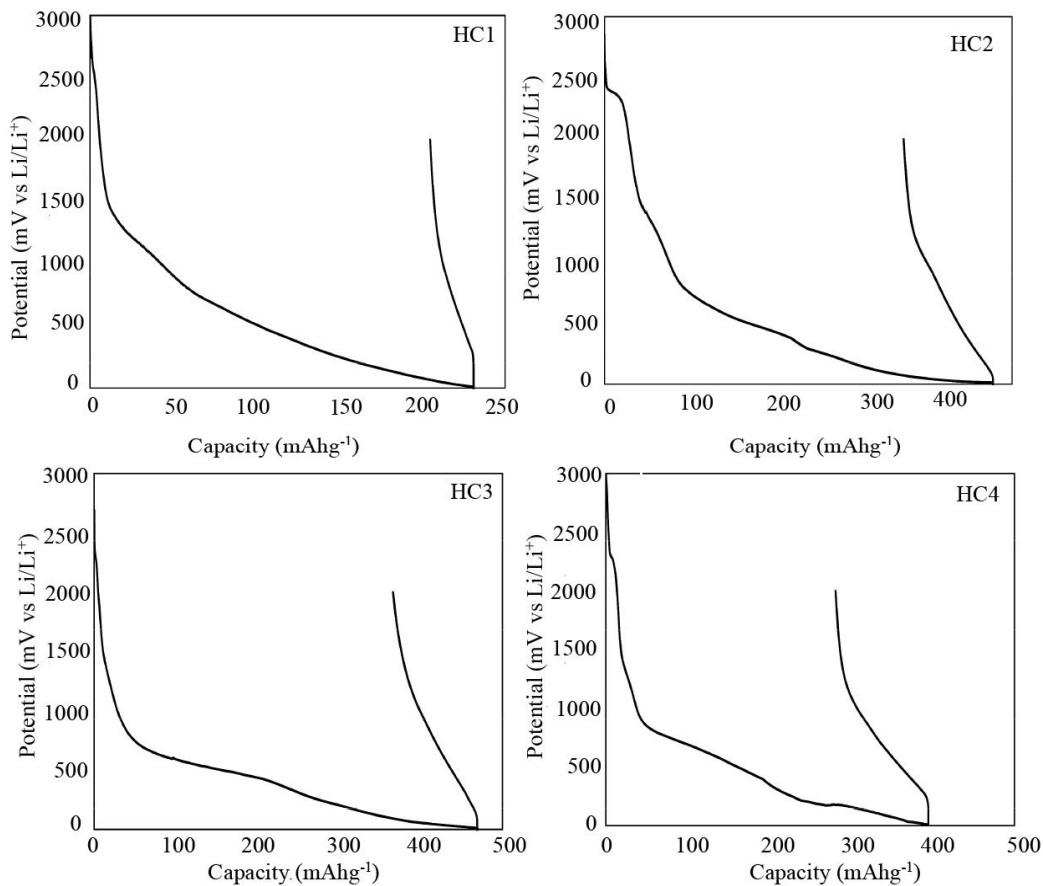 HC1
Potential (mV vs Li/Li⁺)
3000
2500
2000
1500
1000
500
0
0 50 100 150 200 250
Capacity (mAhg⁻¹)
HC2
Potential (mV vs Li/Li⁺)
3000
2500
2000
1500
1000
500
0
0 100 200 300 400
Capacity (mAhg⁻¹)
HC3
Potential (mV vs Li/Li⁺)
3000
2500
2000
1500
1000
500
0
0 100 200 300 400 500
Capacity. (mAhg⁻¹)
HC4
Potential (mV vs Li/Li⁺)
3000
2500
2000
1500
1000
500
0
0 100 200 300 400 500
Capacity (mAhg⁻¹)